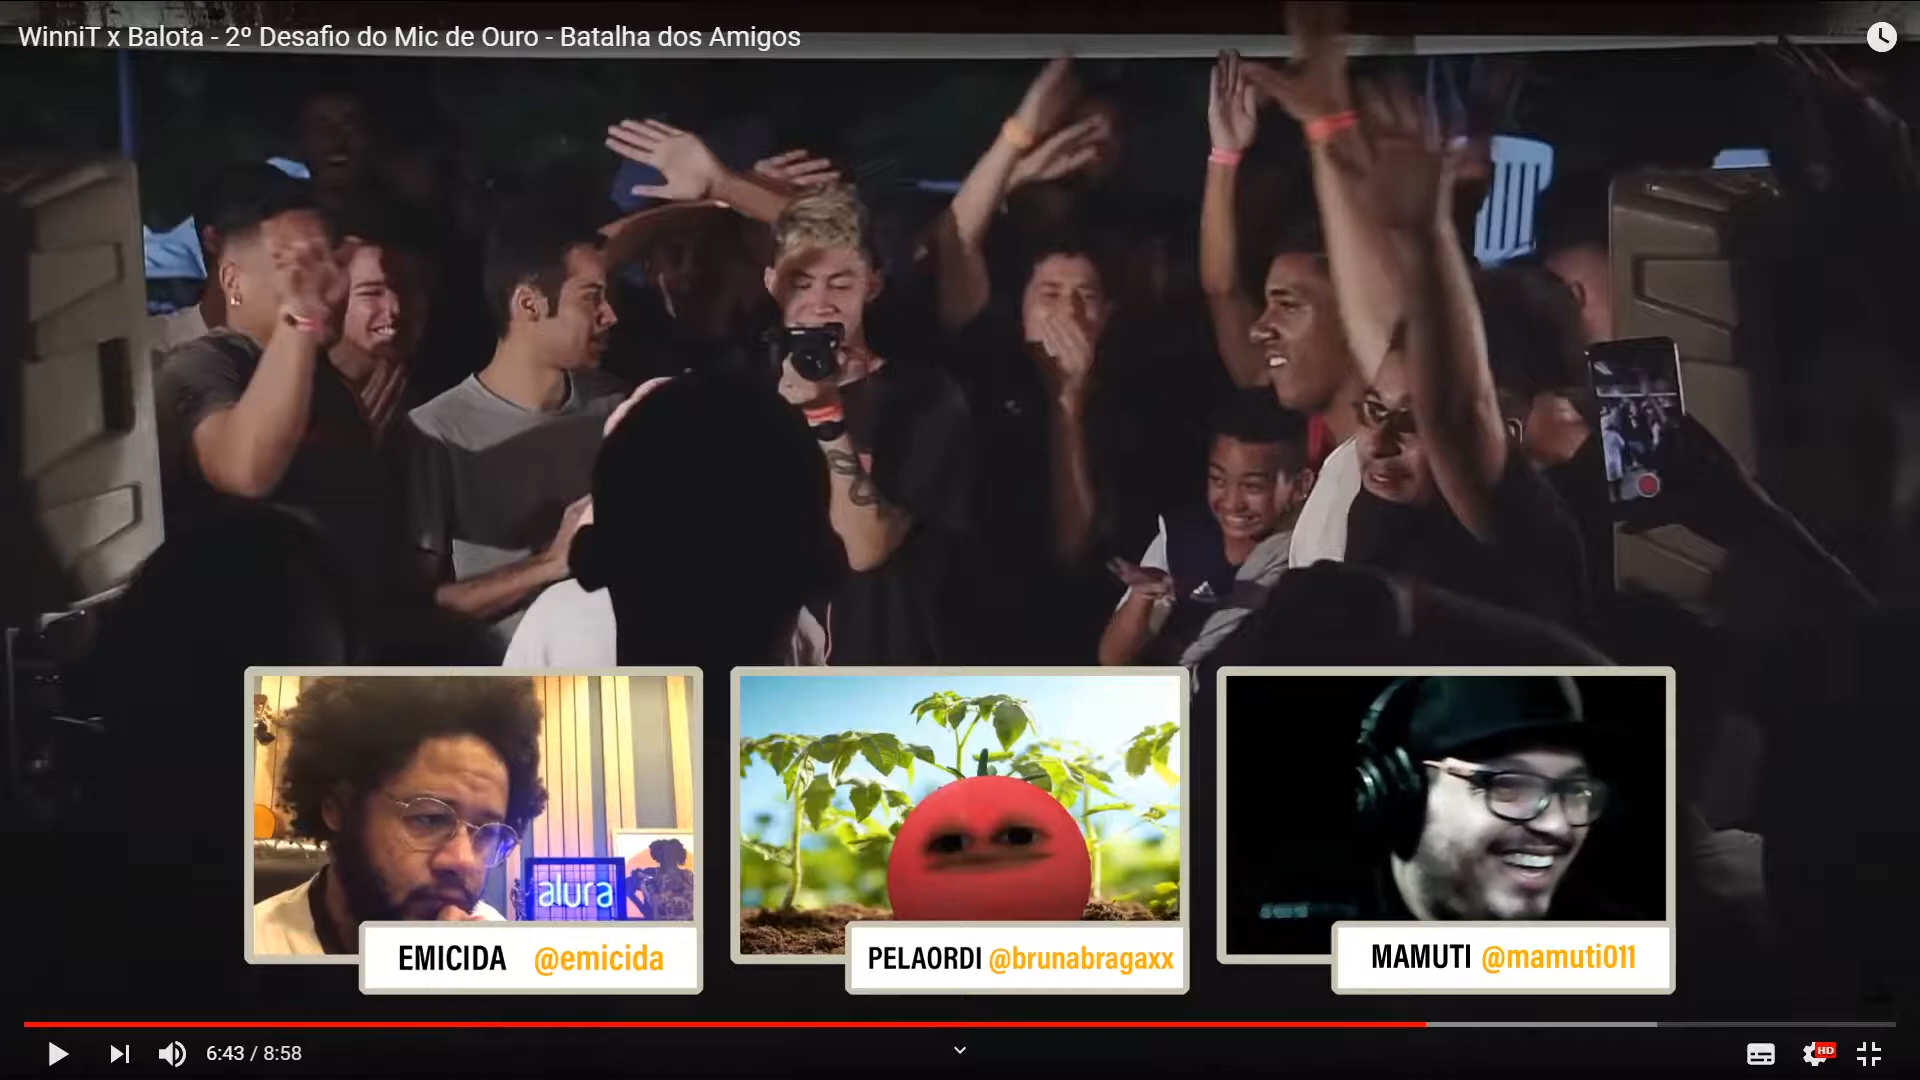 WinniT x Balota - 2º Desafio do Mic de Ouro - Batalha dos Amigos
alura
EMICIDA @emicida
PELAORDI @brunabragaxx
MAMUTI @mamuti011
6:43 / 8:58
HD